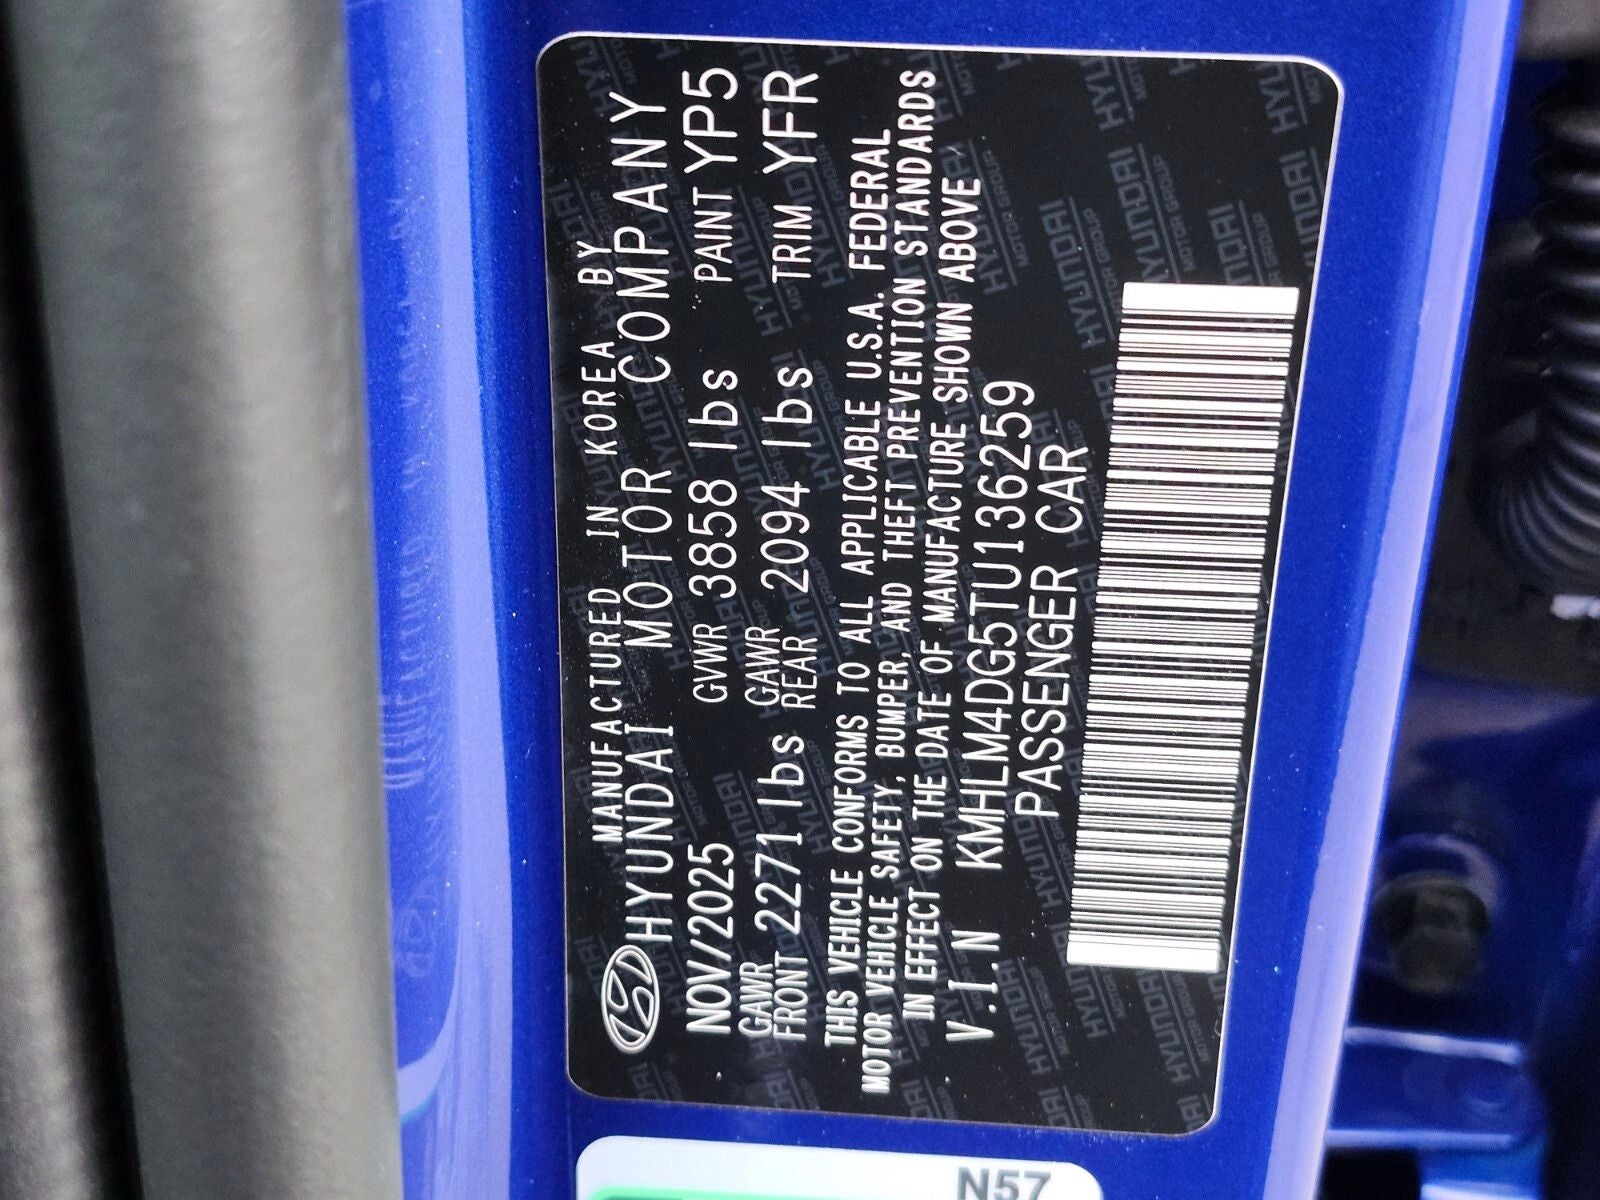 MANUFACTURED IN KOREA BY
HYUNDAI MOTOR COMPANY
NOV/2025 GVWR 3858 lbs PAINT YP5
GAWR FRONT 2271 lbs GAWR REAR 2094 lbs TRIM YFR
THIS VEHICLE CONFORMS TO ALL APPLICABLE U.S.A. FEDERAL
MOTOR VEHICLE SAFETY, BUMPER, AND THEFT PREVENTION STANDARDS
IN EFFECT ON THE DATE OF MANUFACTURE SHOWN ABOVE
V.I.N KMHLM4DG5TU136259
PASSENGER CAR
N57